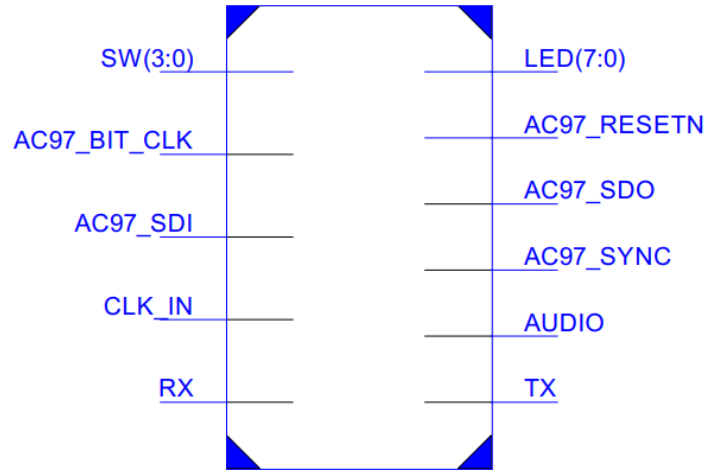 SW(3:0)
AC97_BIT_CLK
AC97_SDI
CLK_IN
RX
LED(7:0)
AC97_RESETN
AC97_SDO
AC97_SYNC
AUDIO
TX